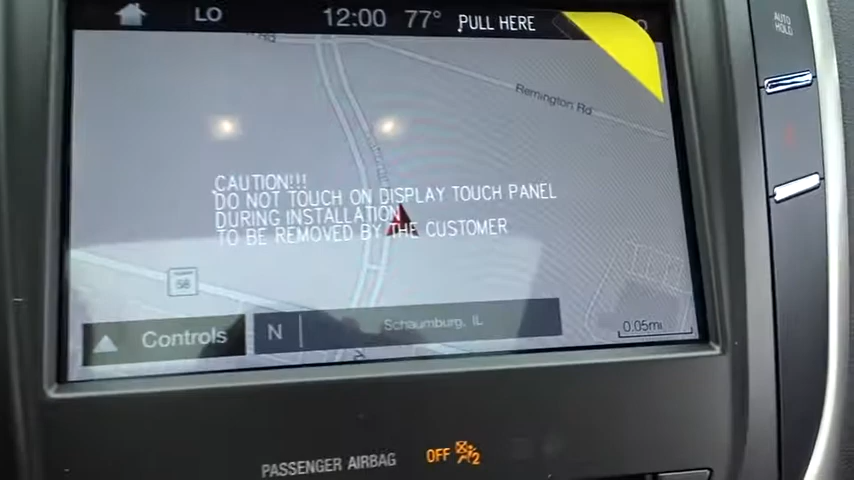 LO
12:00
77°
PULL HERE
AUTO
HOLD
Remington Rd
CAUTION!!!
DO NOT TOUCH ON DISPLAY TOUCH PANEL
DURING INSTALLATION
TO BE REMOVED BY THE CUSTOMER
58
Controls
N
Schaumburg, IL
0.05mi
PASSENGER AIRBAG
OFF
2